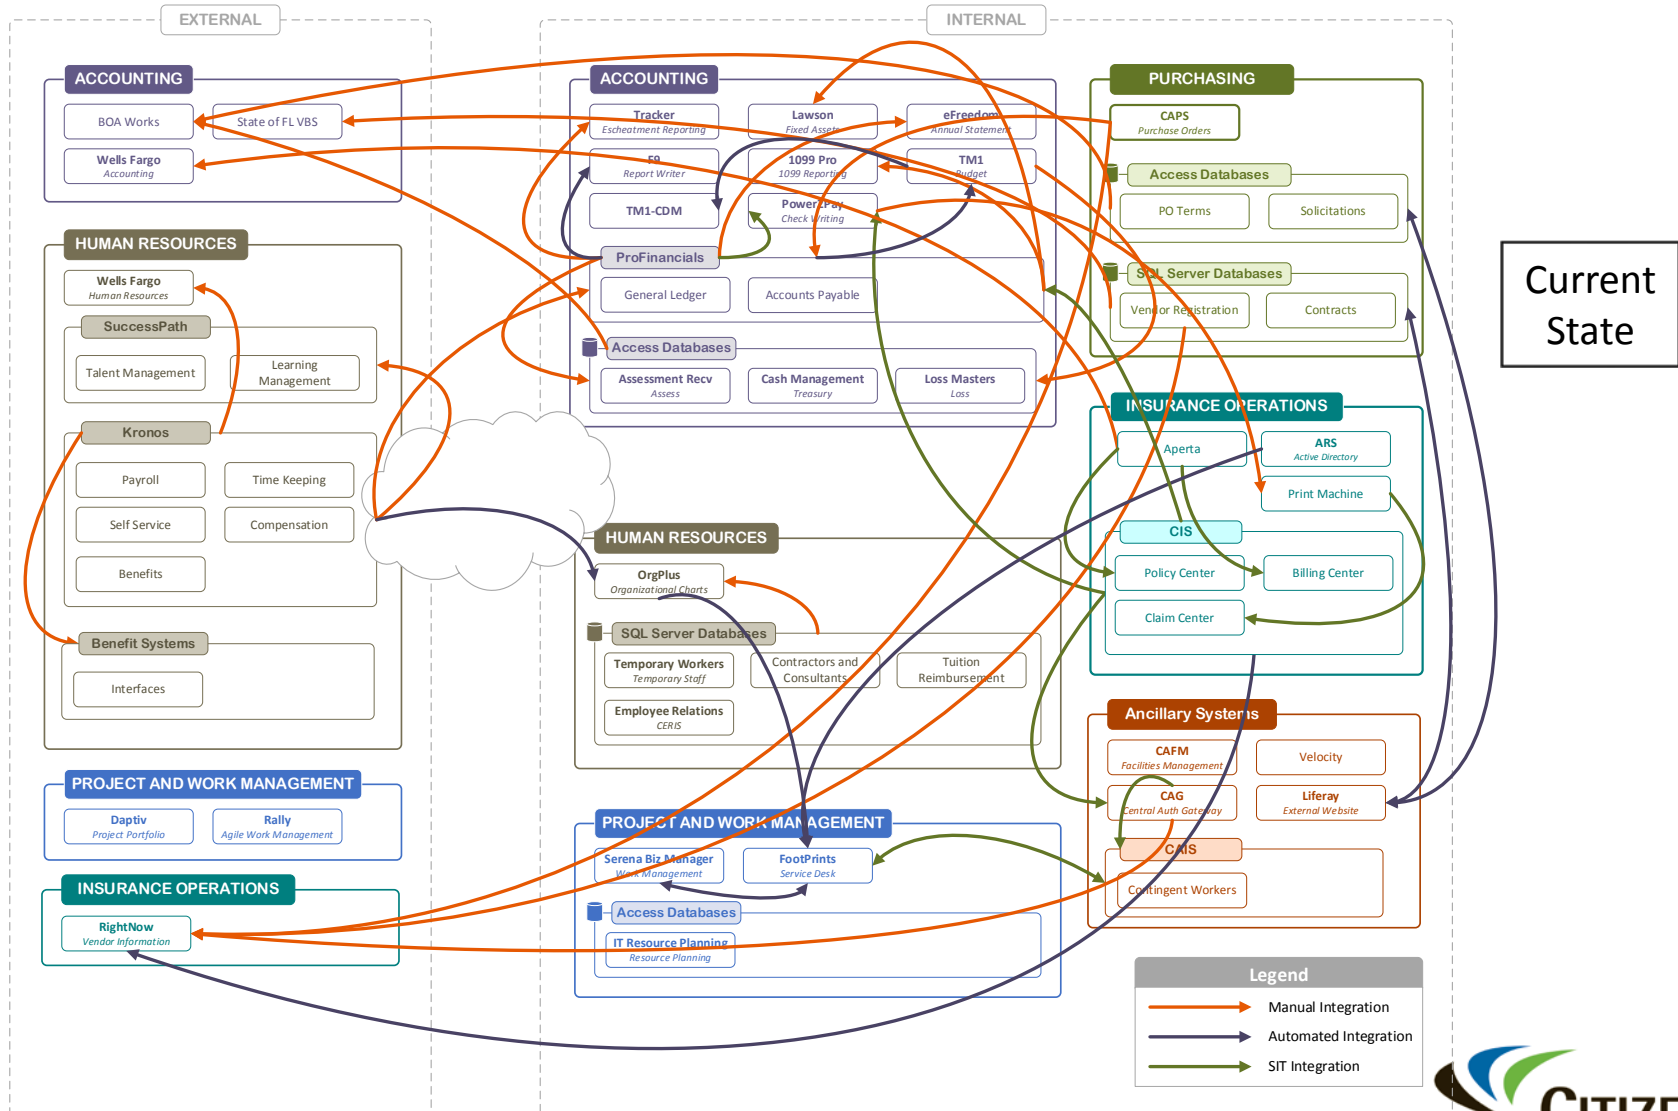 EXTERNAL
INTERNAL
ACCOUNTING
BOA Works
State of FL VBS
Wells Fargo
Accounting
HUMAN RESOURCES
Wells Fargo
Human Resources
SuccessPath
Talent Management
Learning
Management
Kronos
Payroll
Time Keeping
Self Service
Compensation
Benefits
Benefit Systems
Interfaces
PROJECT AND WORK MANAGEMENT
Daptiv
Project Portfolio
Rally
Agile Work Management
INSURANCE OPERATIONS
RightNow
Vendor Information
ACCOUNTING
Tracker
Escheatment Reporting
Lawson
Fixed Assets
eFreedom
Annual Statement
F9
Report Writer
1099 Pro
1099 Reporting
TM1
Budget
TM1-CDM
Power2Pay
Check Writing
ProFinancials
General Ledger
Accounts Payable
Access Databases
Assessment Recv
Assess
Cash Management
Treasury
Loss Masters
Loss
HUMAN RESOURCES
OrgPlus
Organizational Charts
SQL Server Databases
Temporary Workers
Temporary Staff
Contractors and
Consultants
Tuition
Reimbursement
Employee Relations
CERIS
PROJECT AND WORK MANAGEMENT
Serena Biz Manager
Work Management
FootPrints
Service Desk
Access Databases
IT Resource Planning
Resource Planning
PURCHASING
CAPS
Purchase Orders
Access Databases
PO Terms
Solicitations
SQL Server Databases
Vendor Registration
Contracts
INSURANCE OPERATIONS
Aperta
ARS
Active Directory
Print Machine
CIS
Policy Center
Billing Center
Claim Center
Ancillary Systems
CAFM
Facilities Management
Velocity
CAG
Central Auth Gateway
Liferay
External Website
CAIS
Contingent Workers
Legend
Manual Integration
Automated Integration
SIT Integration
Current
State